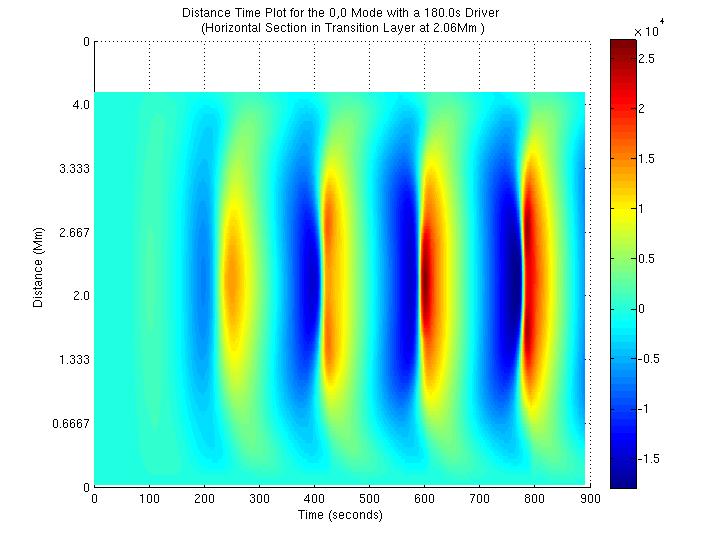 Distance Time Plot for the 0,0 Mode with a 180.0s Driver
(Horizontal Section in Transition Layer at 2.06Mm )
x 10^4
0
4.0
3.333
2.667
2.0
1.333
0.6667
0
Distance (Mm)
0 100 200 300 400 500 600 700 800 900
Time (seconds)
2.5
2
1.5
1
0.5
0
-0.5
-1
-1.5